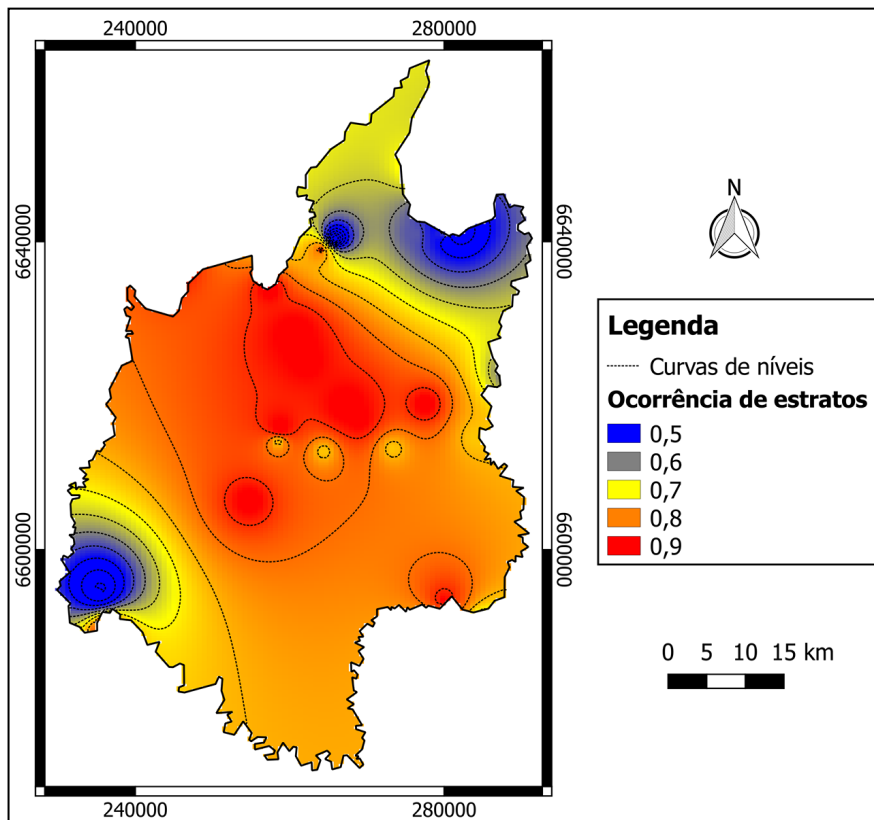 240000 280000
N
6640000 6640000
Legenda
Curvas de níveis
Ocorrência de estratos
0,5
0,6
0,7
0,8
0,9
6600000 6600000
0 5 10 15 km
240000 280000